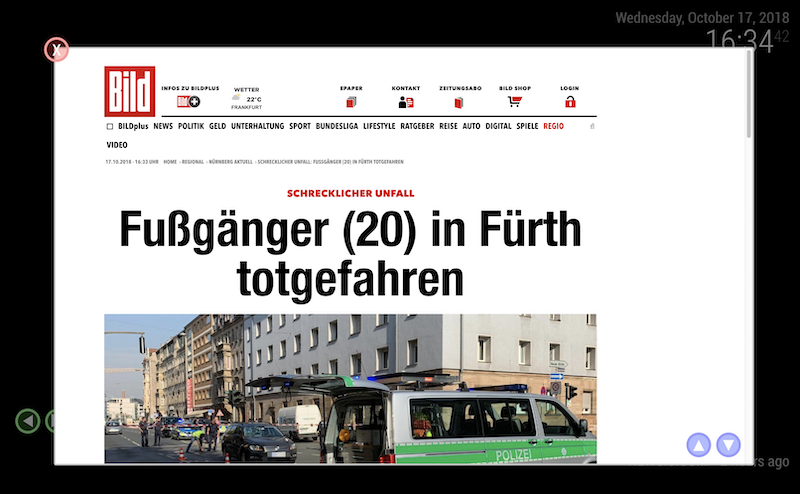 Wednesday, October 17, 2018
16:34 42
X
Bild
INFOS ZU BILDPLUS
Bild
WETTER
22°C
FRANKFURT
EPAPER
KONTAKT
ZEITUNGSABO
BILD SHOP
LOGIN
BILDplus NEWS POLITIK GELD UNTERHALTUNG SPORT BUNDESLIGA LIFESTYLE RATGEBER REISE AUTO DIGITAL SPIELE REGIO
VIDEO
17.10.2018 - 16:33 UHR HOME › REGIONAL › NÜRNBERG AKTUELL › SCHRECKLICHER UNFALL: FUSSGÄNGER (20) IN FÜRTH TOTGEFAHREN
SCHRECKLICHER UNFALL
Fußgänger (20) in Fürth
totgefahren
POLIZEI
ago